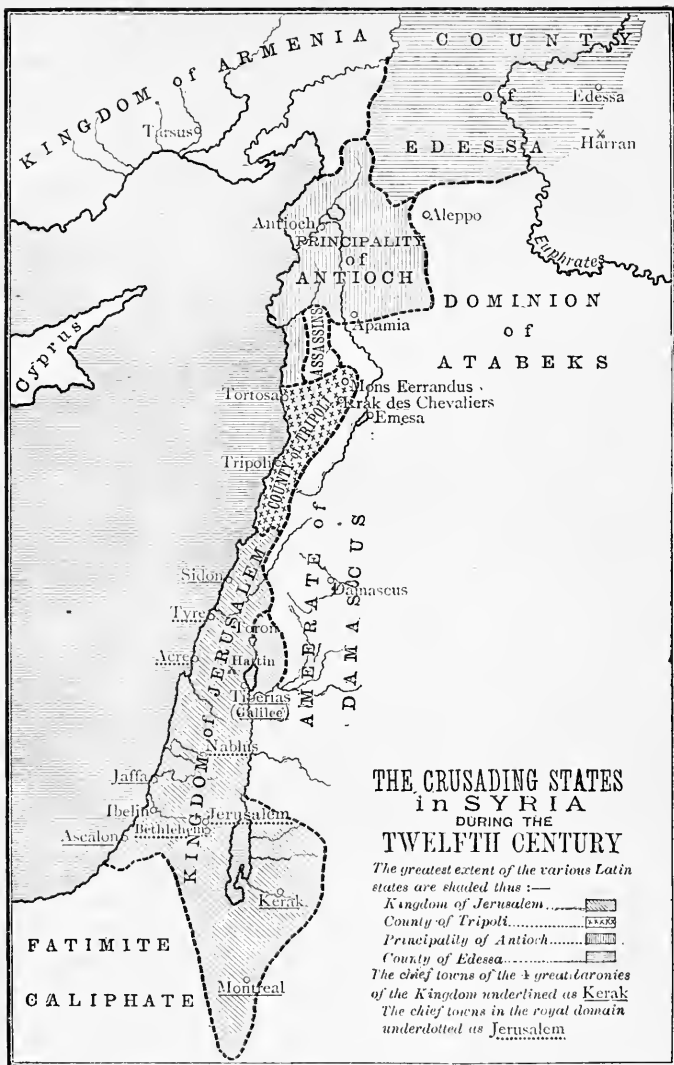 COUNTY
of
EDESSA
Edessa
Harran
KINGDOM of ARMENIA
Tarsus
Antioch
PRINCIPALITY
of
ANTIOCH
Aleppo
Euphrates
DOMINION
of
ATABEKS
Apamia
ASSASSINS
Cyprus
Tortosa
Mons Eerrandus
Krak des Chevaliers
Emesa
Tripoli
COUNTY of TRIPOLI
AMEERATE of
DAMASCUS
Damascus
Sidon
KINGDOM of JERUSALEM
Tyre
Toron
Acre
Hattin
Tiberias
(Galilee)
Nablus
Jaffa
Ibelin
Jerusalem
Ascalon
Bethlehem
Kerak
Montreal
FATIMITE
CALIPHATE
THE CRUSADING STATES
in SYRIA
DURING THE
TWELFTH CENTURY
The greatest extent of the various Latin
states are shaded thus :—
Kingdom of Jerusalem
County of Tripoli
Principality of Antioch
County of Edessa
The chief towns of the 4 great baronies
of the Kingdom underlined as Kerak
The chief towns in the royal domain
underdotted as Jerusalem